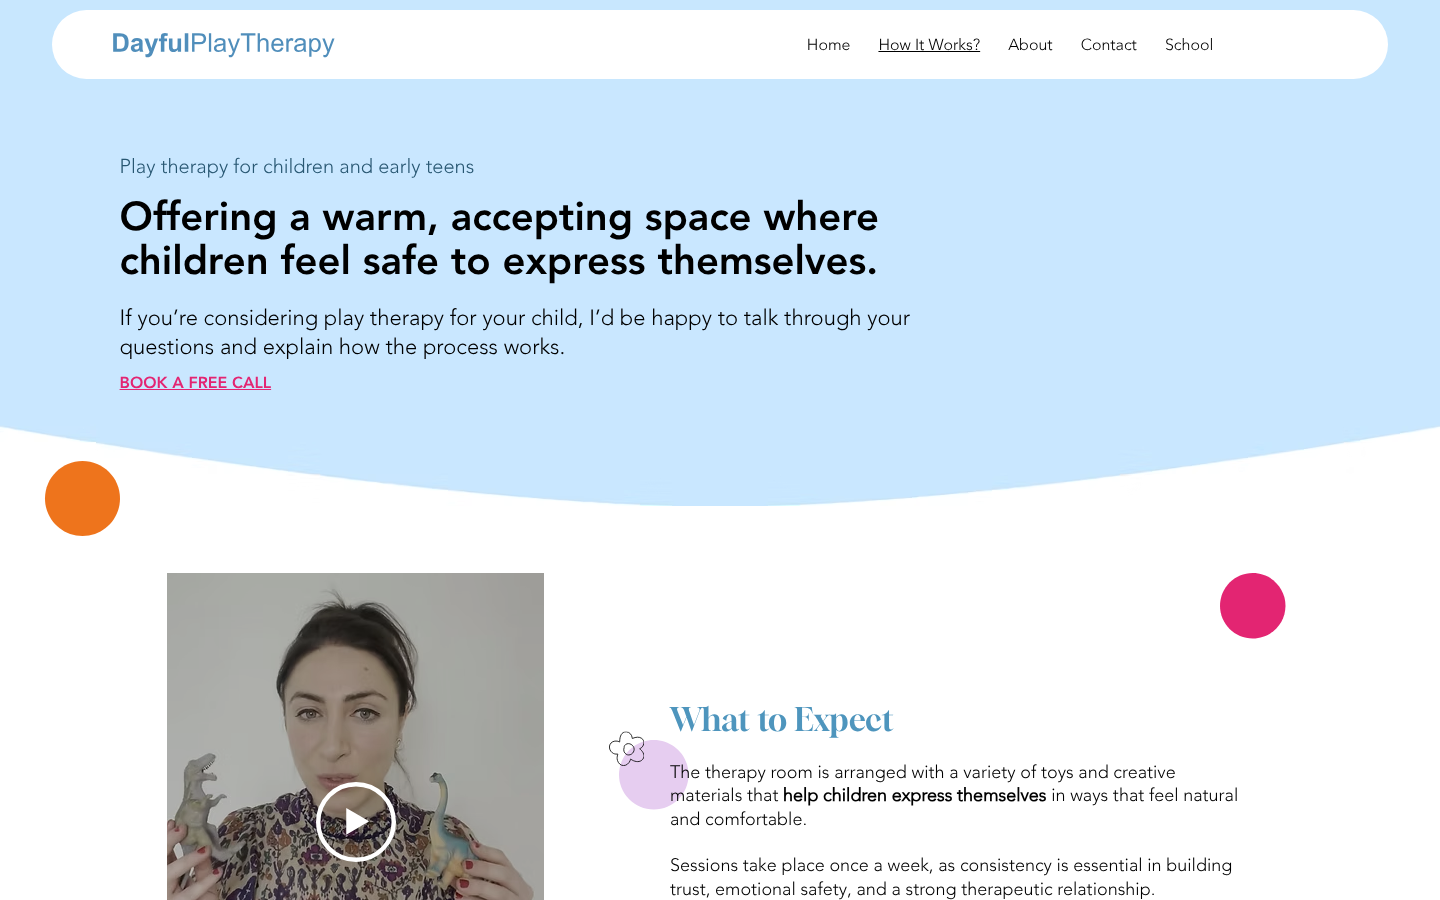 DayfulPlayTherapy
Home How It Works? About Contact School
Play therapy for children and early teens
Offering a warm, accepting space where
children feel safe to express themselves.
If you’re considering play therapy for your child, I’d be happy to talk through your
questions and explain how the process works.
BOOK A FREE CALL
What to Expect
The therapy room is arranged with a variety of toys and creative
materials that help children express themselves in ways that feel natural
and comfortable.
Sessions take place once a week, as consistency is essential in building
trust, emotional safety, and a strong therapeutic relationship.